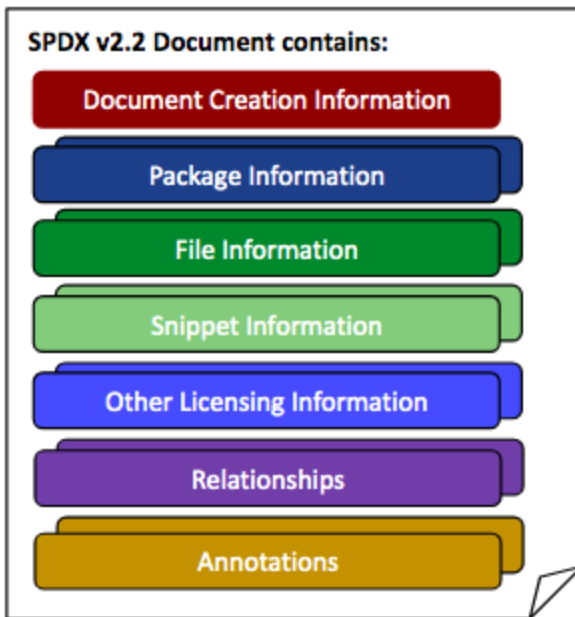 SPDX v2.2 Document contains:
Document Creation Information
Package Information
File Information
Snippet Information
Other Licensing Information
Relationships
Annotations